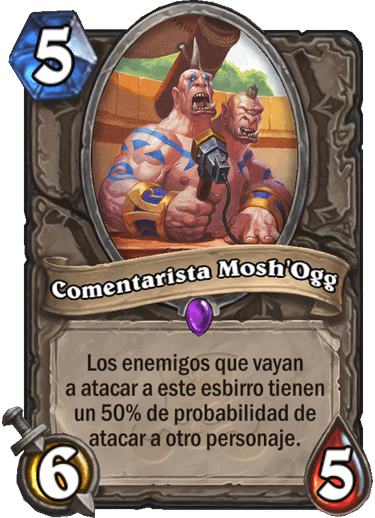 5
Comentarista Mosh'Ogg
Los enemigos que vayan
a atacar a este esbirro tienen
un 50% de probabilidad de
atacar a otro personaje.
6
5